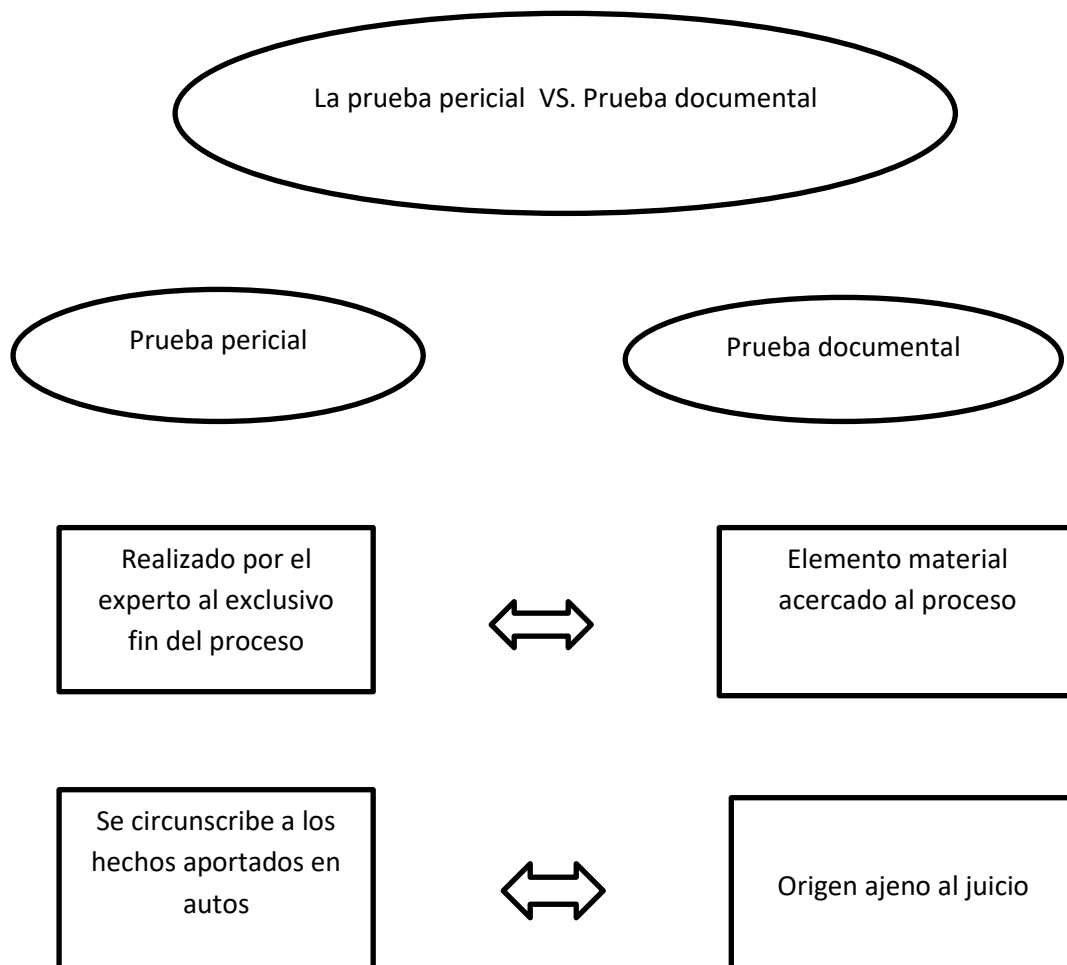 La prueba pericial VS. Prueba documental
Prueba pericial
Prueba documental
Realizado por el
experto al exclusivo
fin del proceso
Elemento material
acercado al proceso
Se circunscribe a los
hechos aportados en
autos
Origen ajeno al juicio